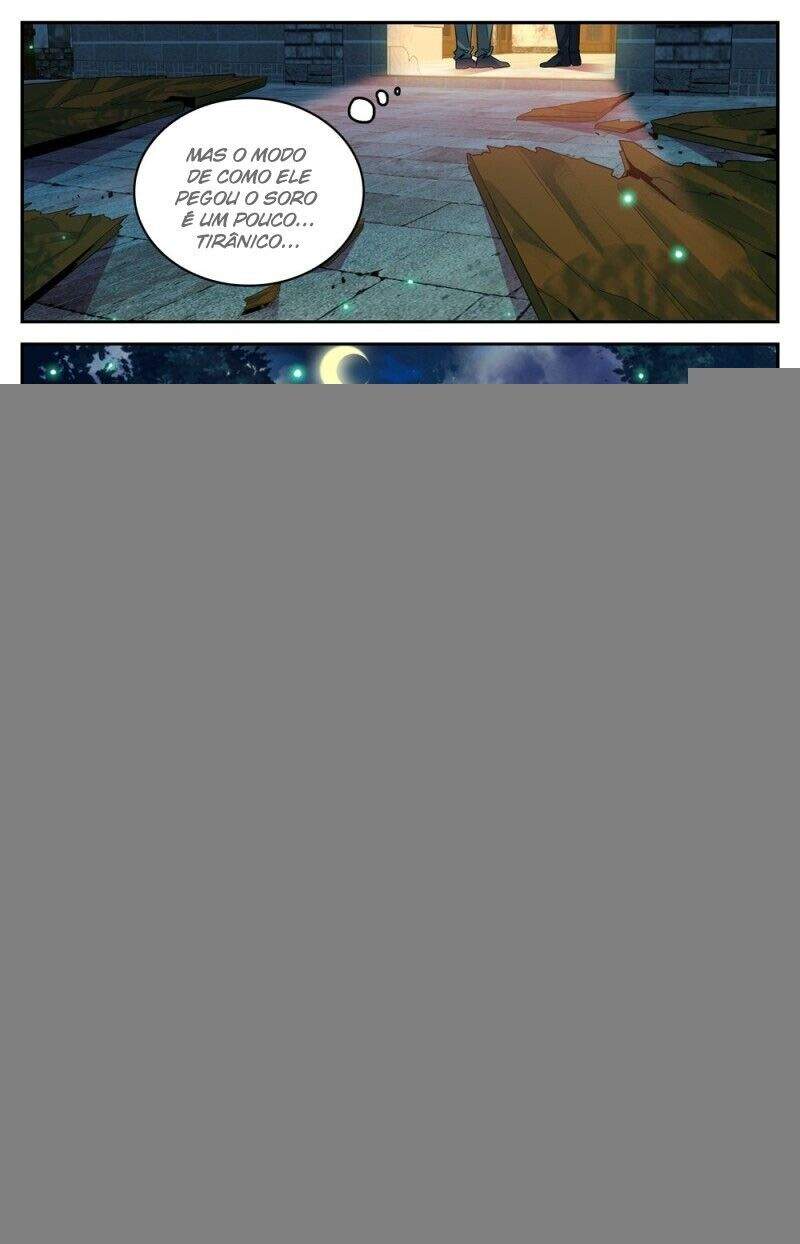 MAS O MODO
DE COMO ELE
PEGOU O SORO
É UM POUCO...
TIRÂNICO...